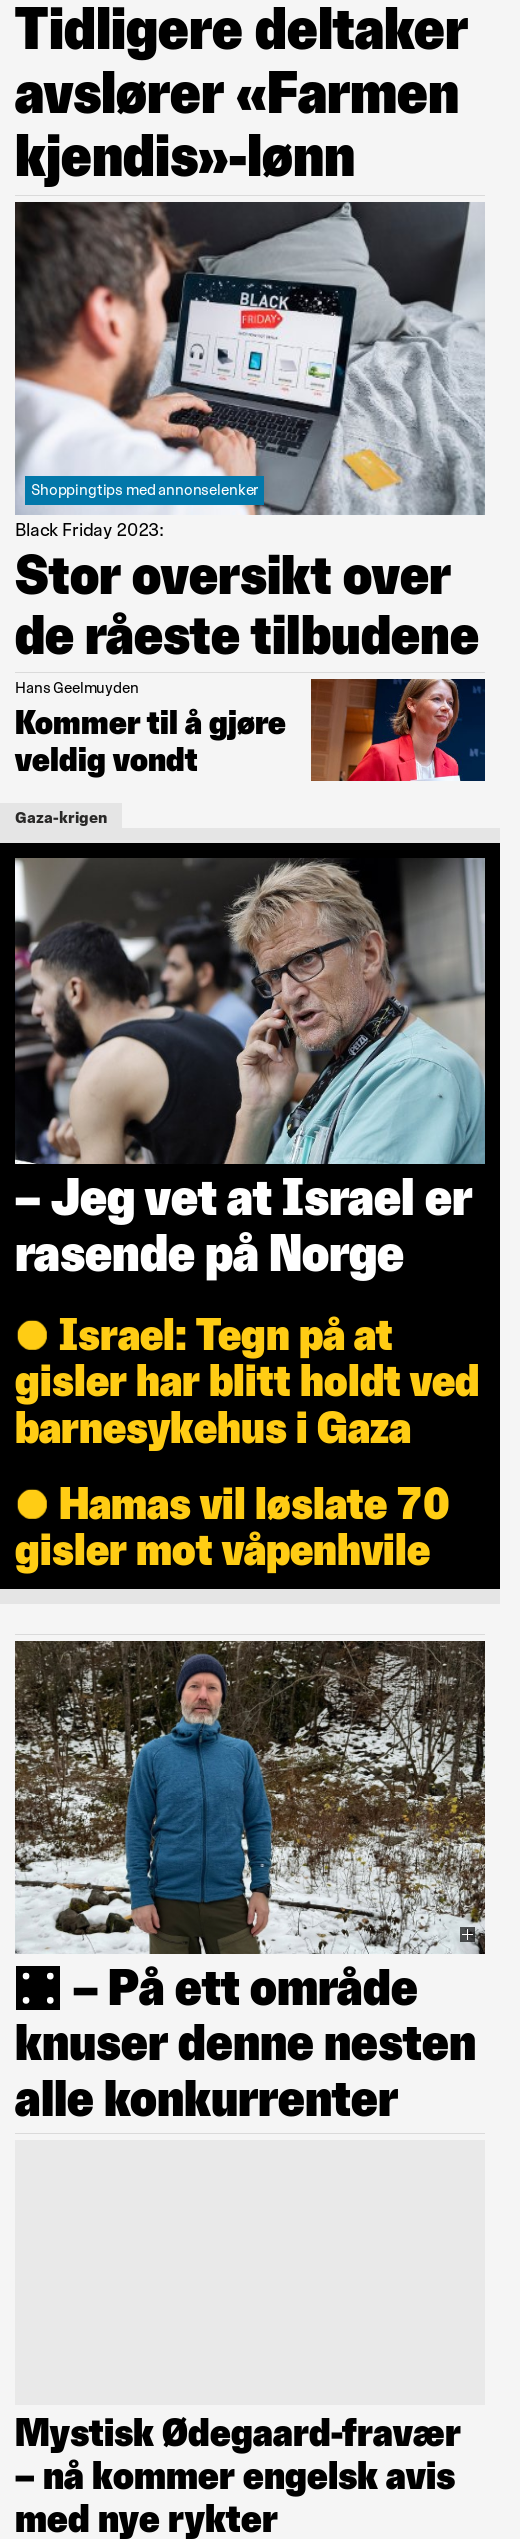 Tidligere deltaker
avslører «Farmen
kjendis»-lønn
BLACK
FRIDAY
Shoppingtips med annonselenker
Black Friday 2023:
Stor oversikt over
de råeste tilbudene
Hans Geelmuyden
Kommer til å gjøre
veldig vondt
Gaza-krigen
PETZL
– Jeg vet at Israel er
rasende på Norge
● Israel: Tegn på at
gisler har blitt holdt ved
barnesykehus i Gaza
● Hamas vil løslate 70
gisler mot våpenhvile
– På ett område
knuser denne nesten
alle konkurrenter
Mystisk Ødegaard-fravær
– nå kommer engelsk avis
med nye rykter